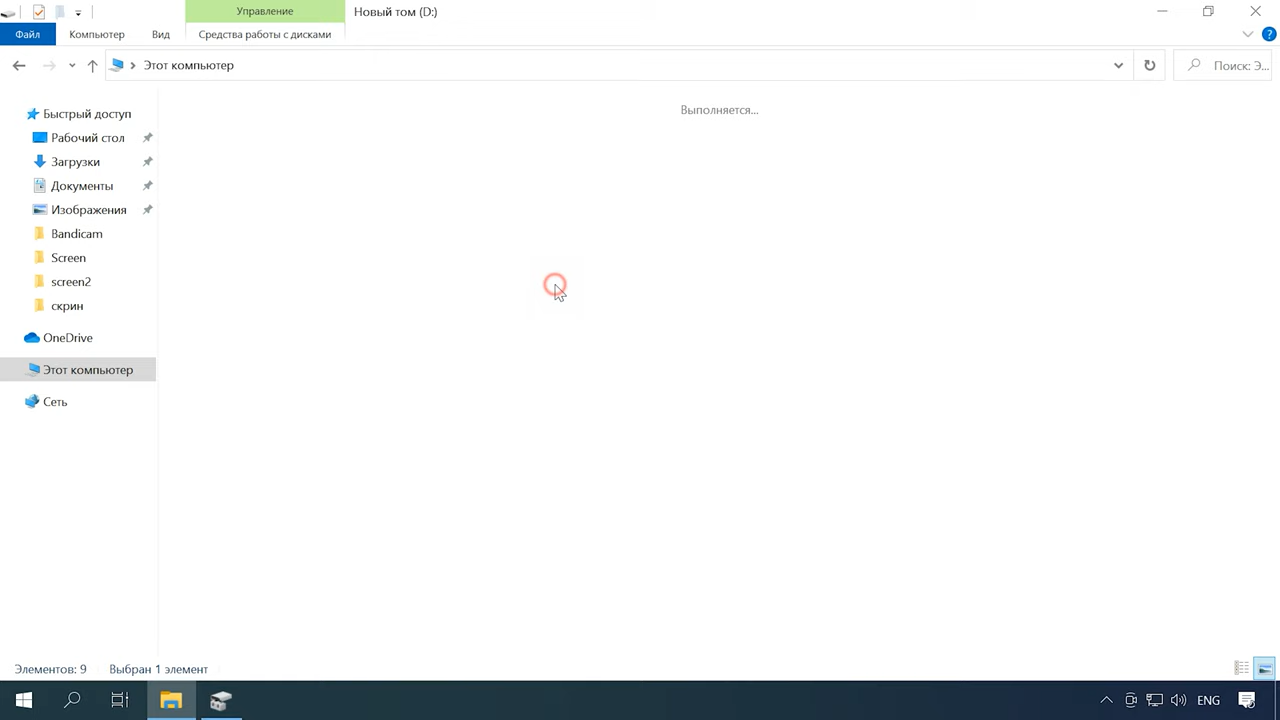 Управление
Новый том (D:)
Файл
Компьютер
Вид
Средства работы с дисками
?
Этот компьютер
Поиск: Э...
Выполняется...
Быстрый доступ
Рабочий стол
Загрузки
Документы
Изображения
Bandicam
Screen
screen2
скрин
OneDrive
Этот компьютер
Сеть
Элементов: 9
Выбран 1 элемент
ENG